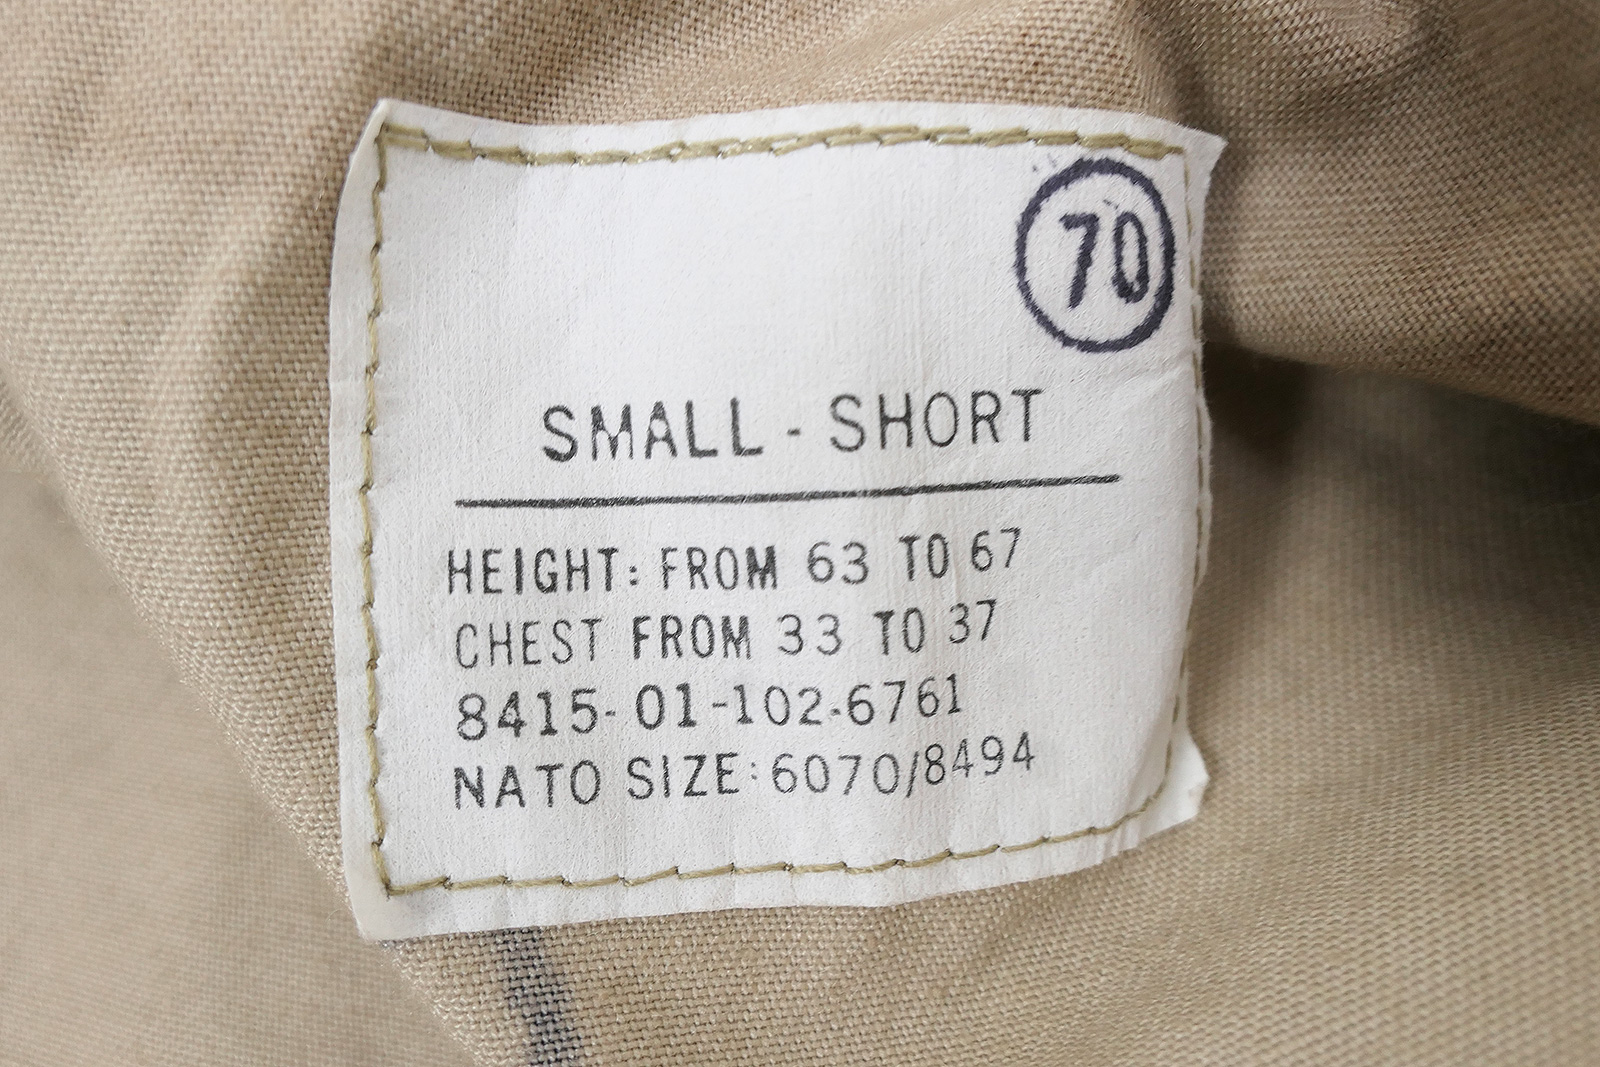 70
SMALL - SHORT
HEIGHT: FROM 63 TO 67
CHEST FROM 33 TO 37
8415-01-102-6761
NATO SIZE: 6070/8494